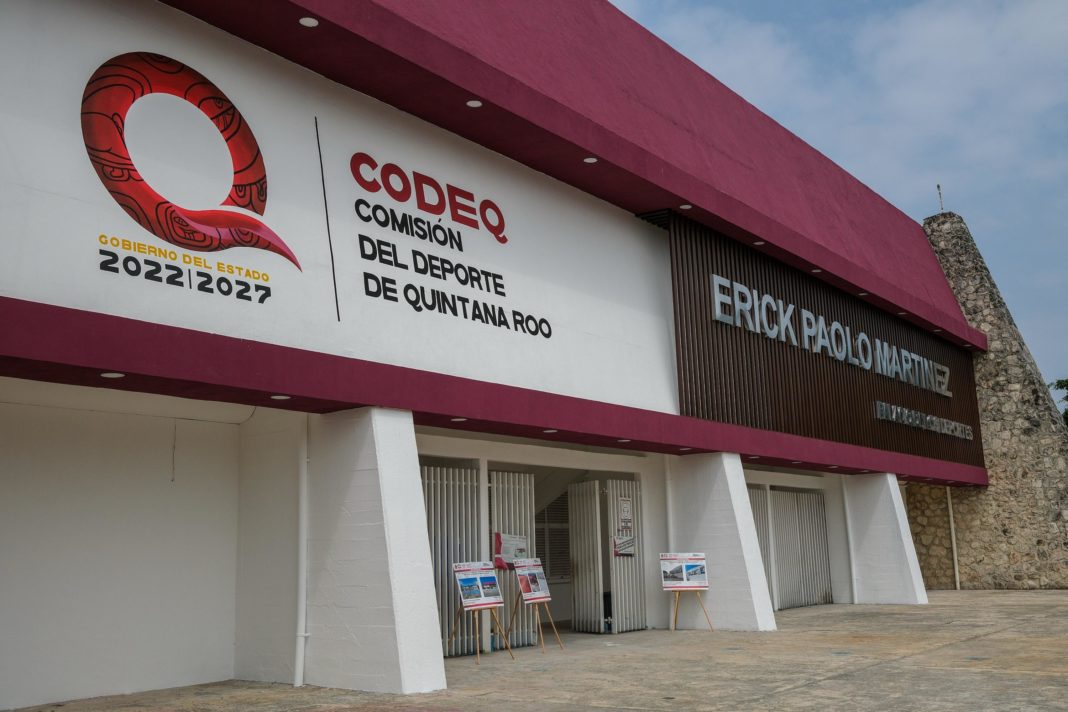 GOBIERNO DEL ESTADO
2022|2027
CODEQ
COMISIÓN
DEL DEPORTE
DE QUINTANA ROO
ERICK PAOLO MARTINEZ